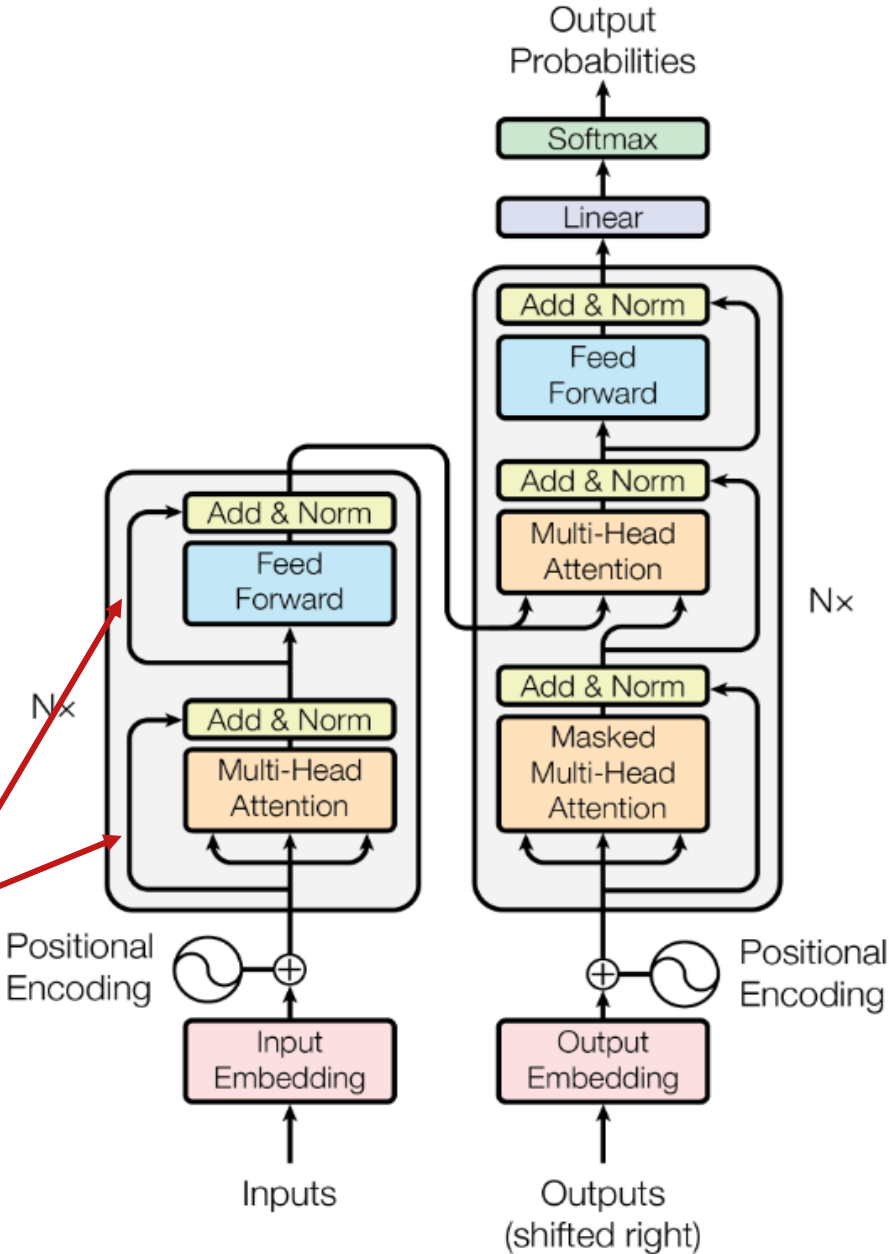 Output
Probabilities
Softmax
Linear
Add & Norm
Feed
Forward
Add & Norm
Multi-Head
Attention
Nx
Add & Norm
Masked
Multi-Head
Attention
Add & Norm
Feed
Forward
Nx
Add & Norm
Multi-Head
Attention
Positional
Encoding
Positional
Encoding
Input
Embedding
Output
Embedding
Inputs
Outputs
(shifted right)